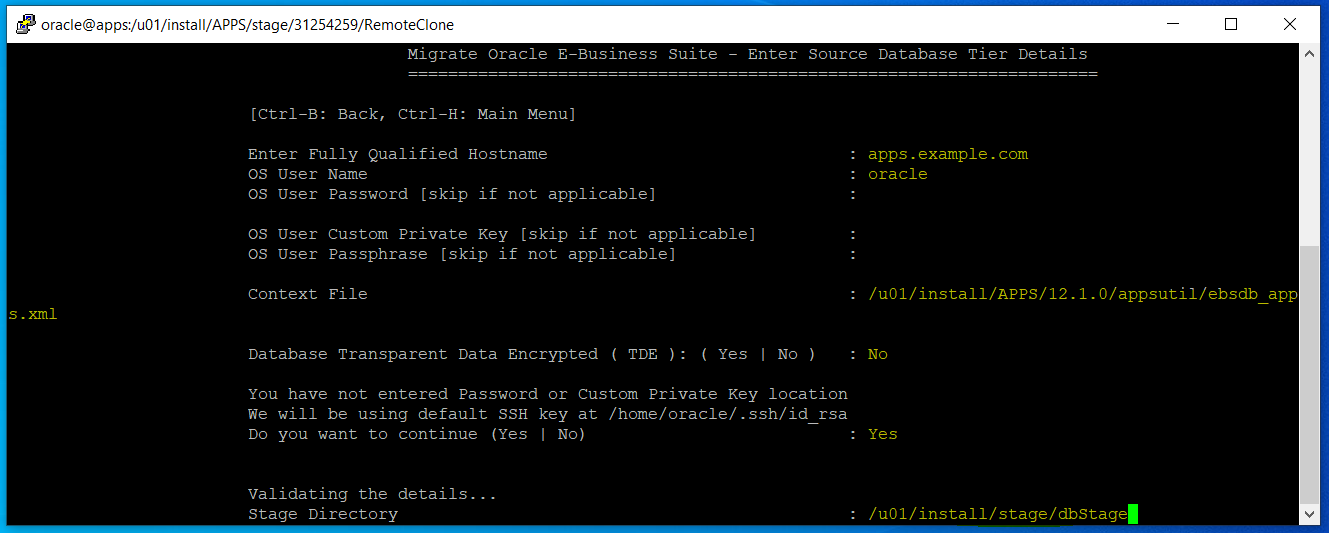 oracle@apps:/u01/install/APPS/stage/31254259/RemoteClone
Migrate Oracle E-Business Suite - Enter Source Database Tier Details
====================================================================
[Ctrl-B: Back, Ctrl-H: Main Menu]
Enter Fully Qualified Hostname : apps.example.com
OS User Name : oracle
OS User Password [skip if not applicable] :
OS User Custom Private Key [skip if not applicable] :
OS User Passphrase [skip if not applicable] :
Context File : /u01/install/APPS/12.1.0/appsutil/ebsdb_app
s.xml
Database Transparent Data Encrypted ( TDE ): ( Yes | No ) : No
You have not entered Password or Custom Private Key location
We will be using default SSH key at /home/oracle/.ssh/id_rsa
Do you want to continue (Yes | No) : Yes
Validating the details...
Stage Directory : /u01/install/stage/dbStage